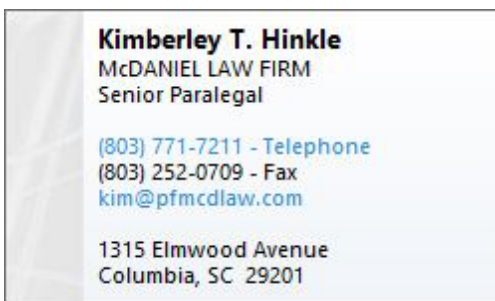 Kimberley T. Hinkle
McDANIEL LAW FIRM
Senior Paralegal
(803) 771-7211 - Telephone
(803) 252-0709 - Fax
kim@pfmcdlaw.com
1315 Elmwood Avenue
Columbia, SC 29201